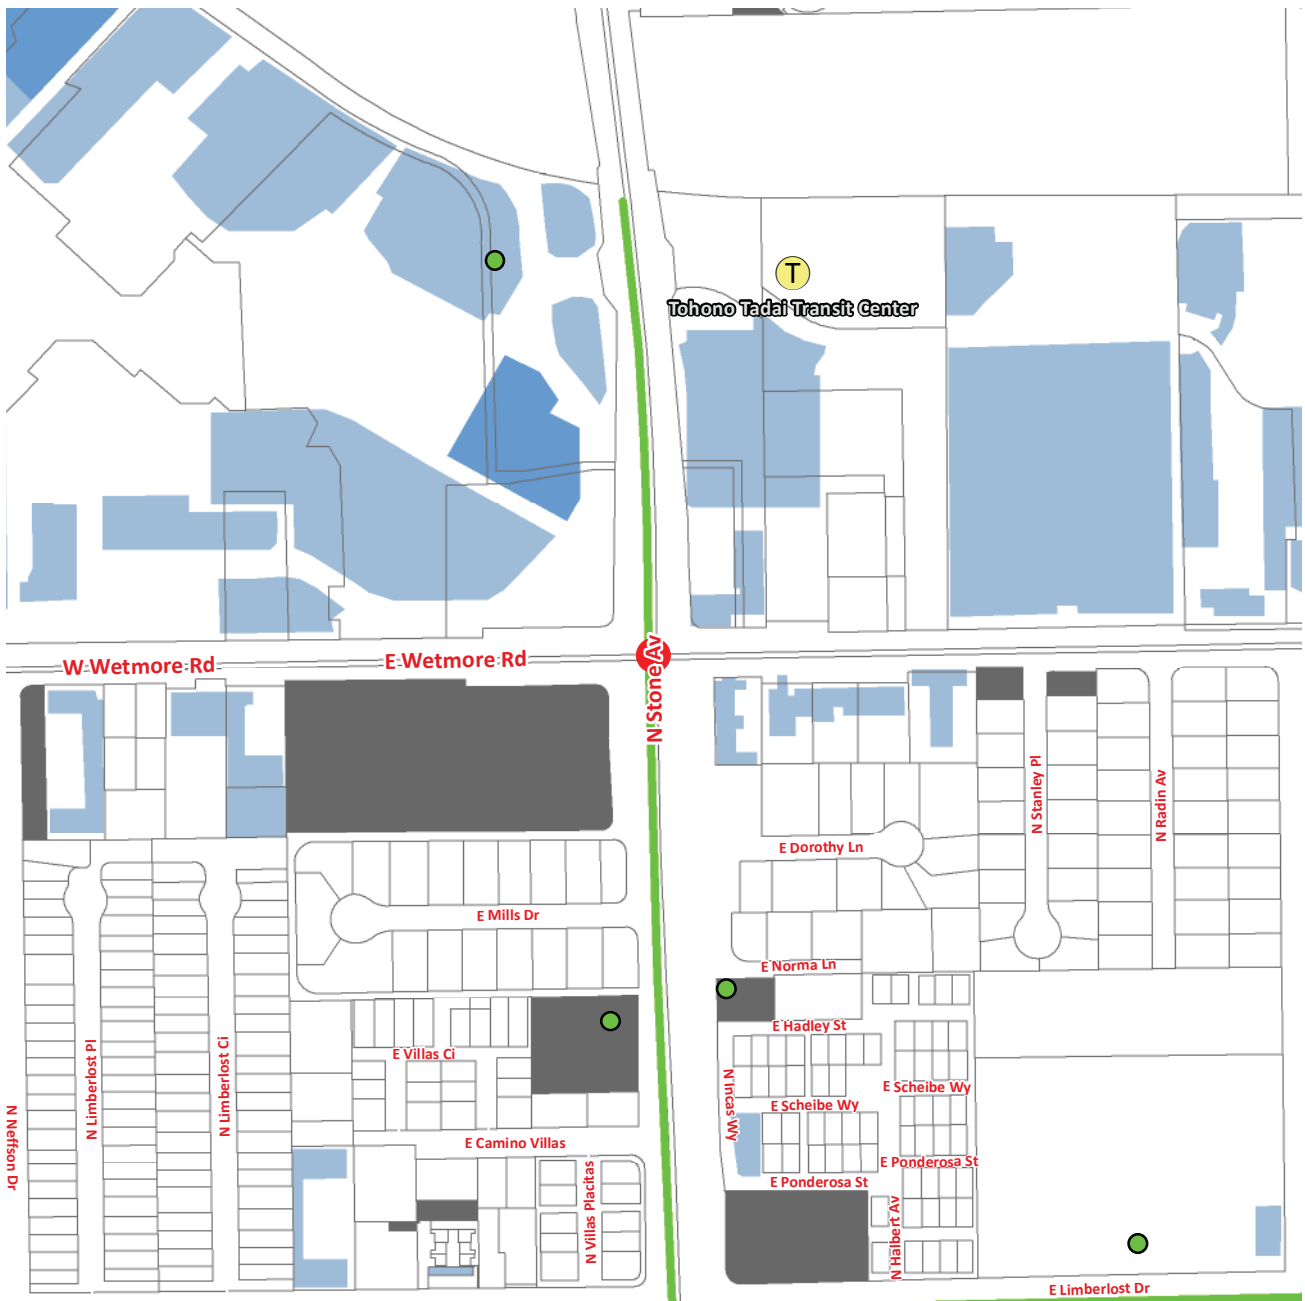 T
Tohono Tadai Transit Center
W Wetmore Rd
E Wetmore Rd
N Stone Av
N Stanley Pl
N Radin Av
E Dorothy Ln
E Mills Dr
E Norma Ln
E Hadley St
N Limberlost Pl
N Limberlost Ci
E Villas Ci
N Incas Wy
E Scheibe Wy
E Scheibe Wy
N Neffson Dr
E Camino Villas
E Ponderosa St
E Ponderosa St
N Villas Placitas
N Halbert Av
E Limberlost Dr